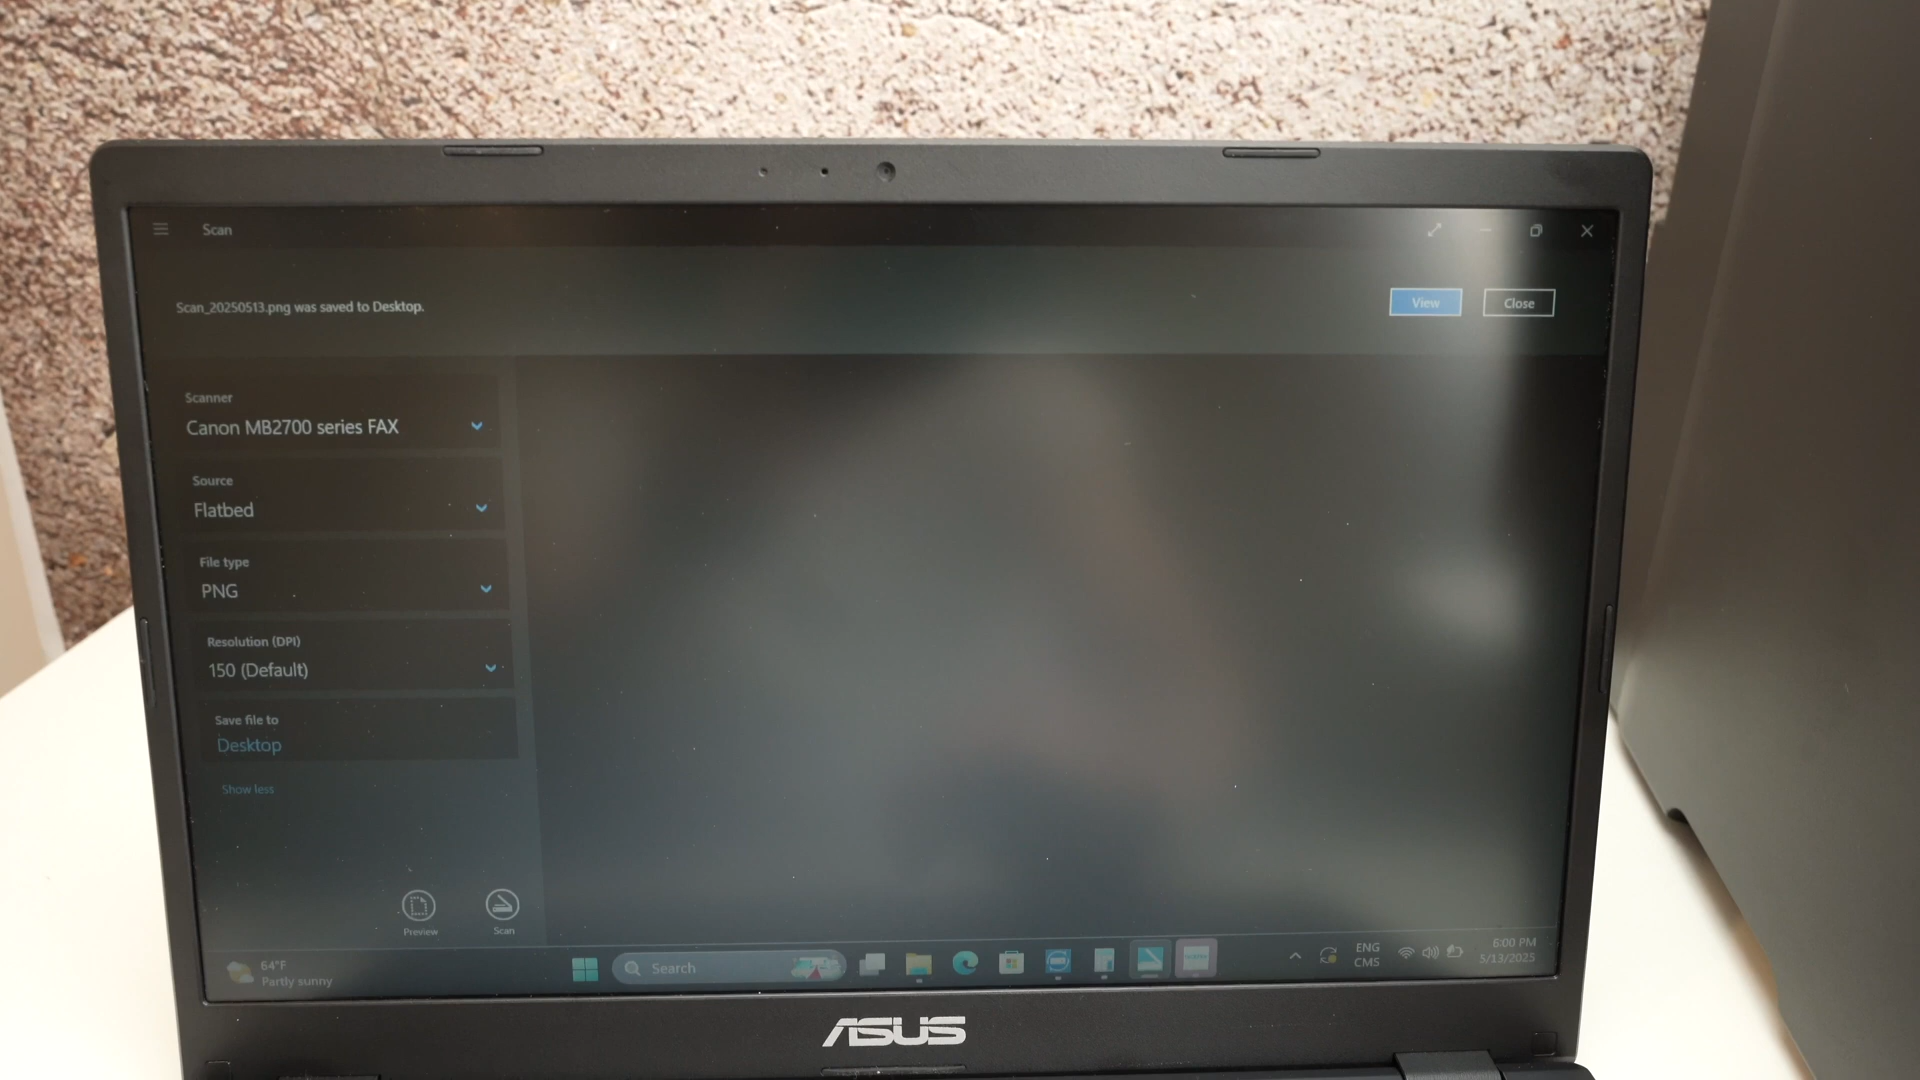 Scan
Scan_20250513.png was saved to Desktop.
View
Close
Scanner
Canon MB2700 series FAX
Source
Flatbed
File type
PNG
Resolution (DPI)
150 (Default)
Save file to
Desktop
Show less
Preview
Scan
64°F
Partly sunny
Search
ENG
CMS
6:00 PM
5/13/2025
ASUS